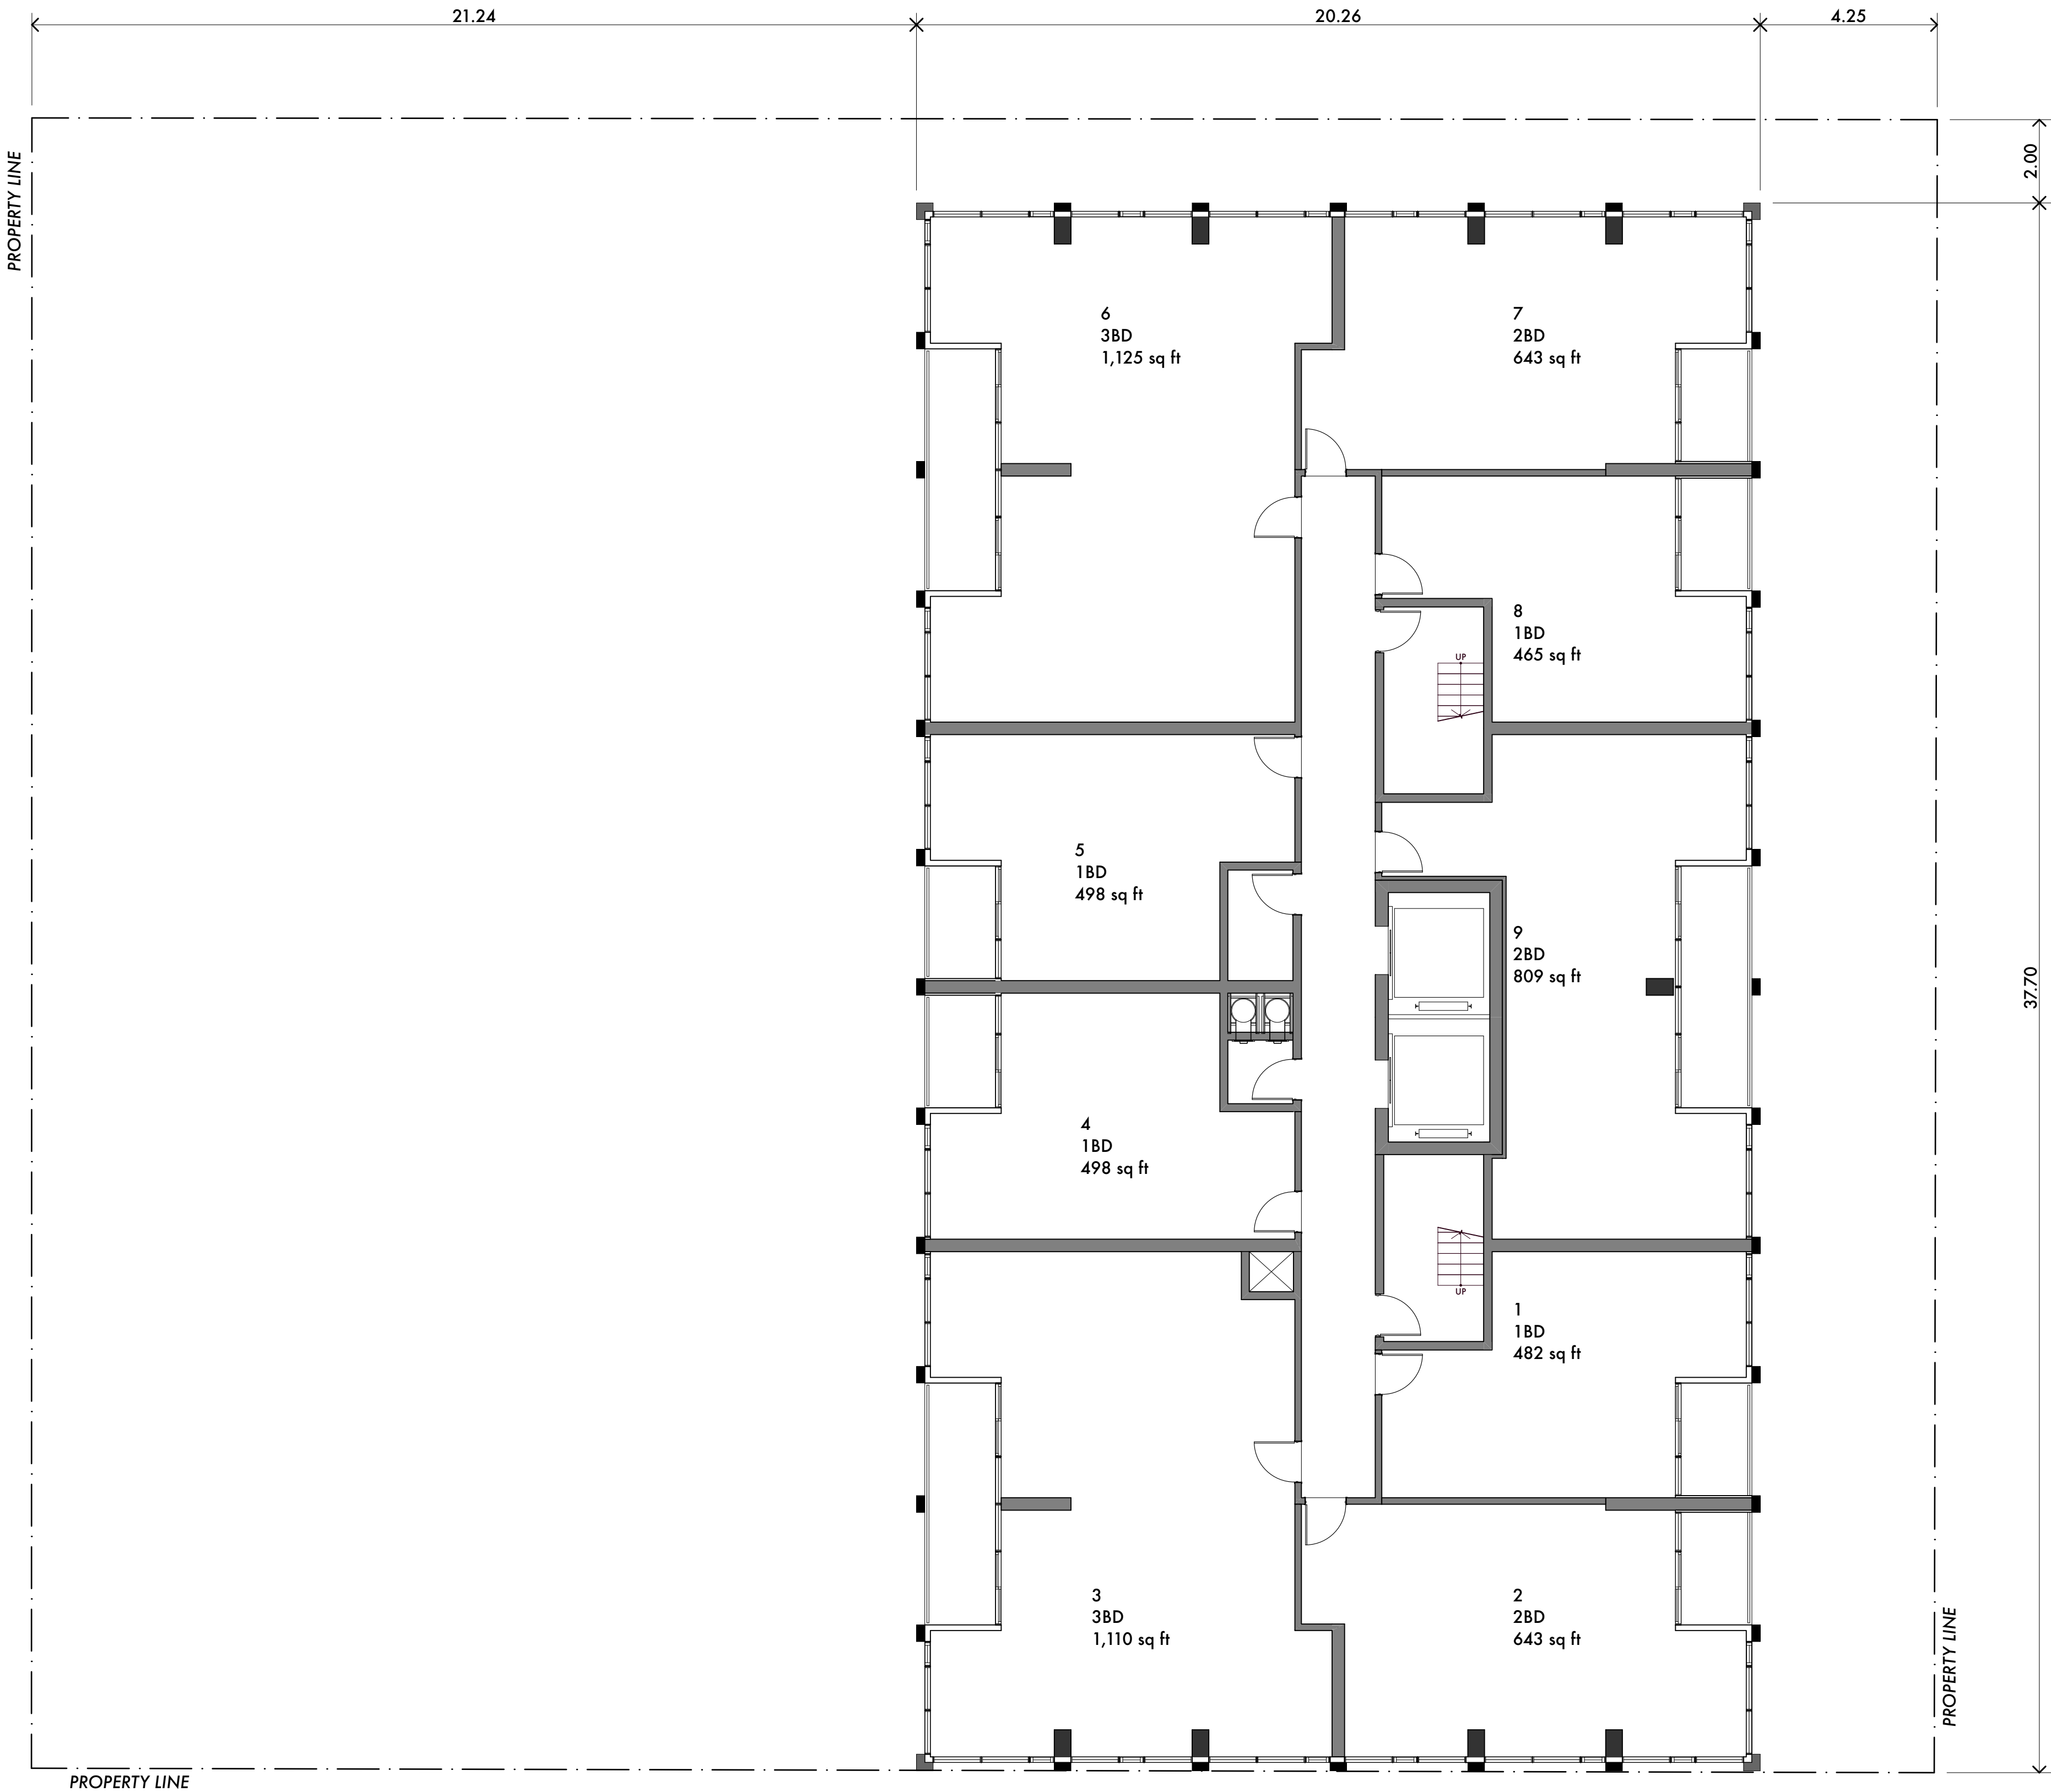 21.24
20.26
4.25
PROPERTY LINE
2.00
6
3BD
1,125 sq ft
7
2BD
643 sq ft
8
1BD
465 sq ft
UP
5
1BD
498 sq ft
9
2BD
809 sq ft
37.70
4
1BD
498 sq ft
UP
1
1BD
482 sq ft
3
3BD
1,110 sq ft
2
2BD
643 sq ft
PROPERTY LINE
PROPERTY LINE